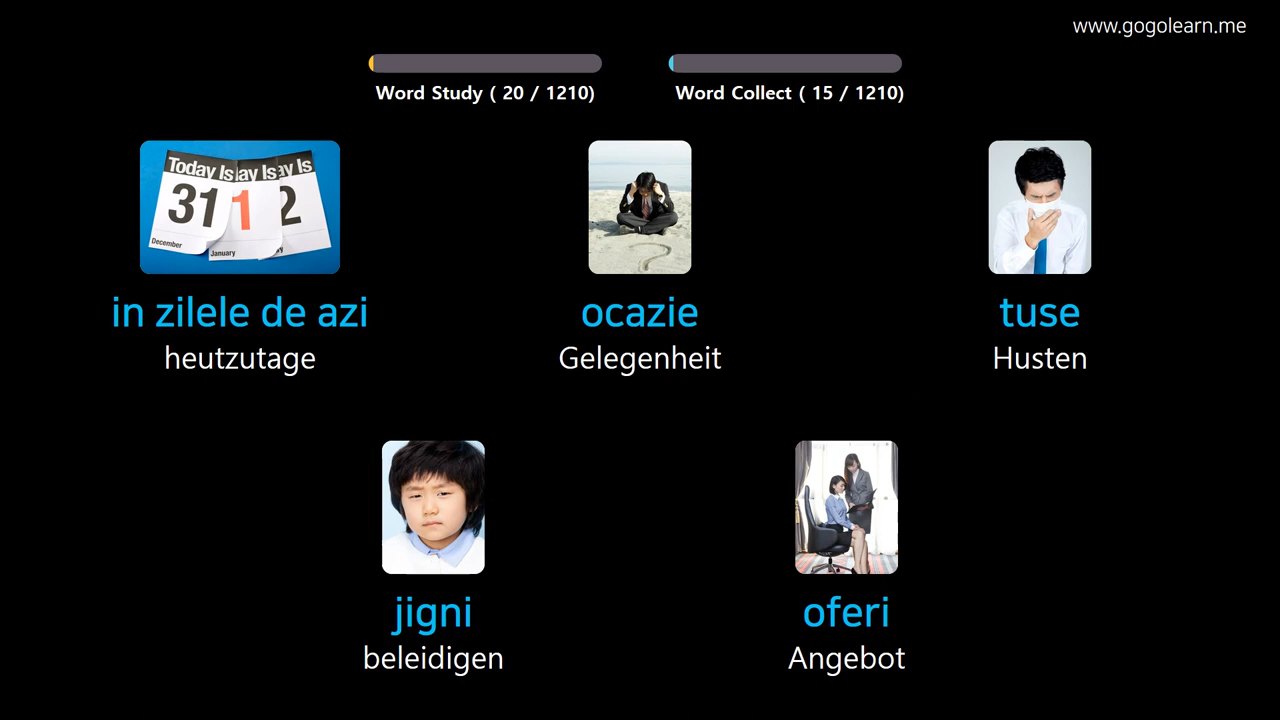 www.gogolearn.me
Word Study ( 20 / 1210)
Word Collect ( 15 / 1210)
Today Is
ay Is
ay Is
31
1
2
December
January
in zilele de azi
heutzutage
ocazie
Gelegenheit
tuse
Husten
jigni
beleidigen
oferi
Angebot